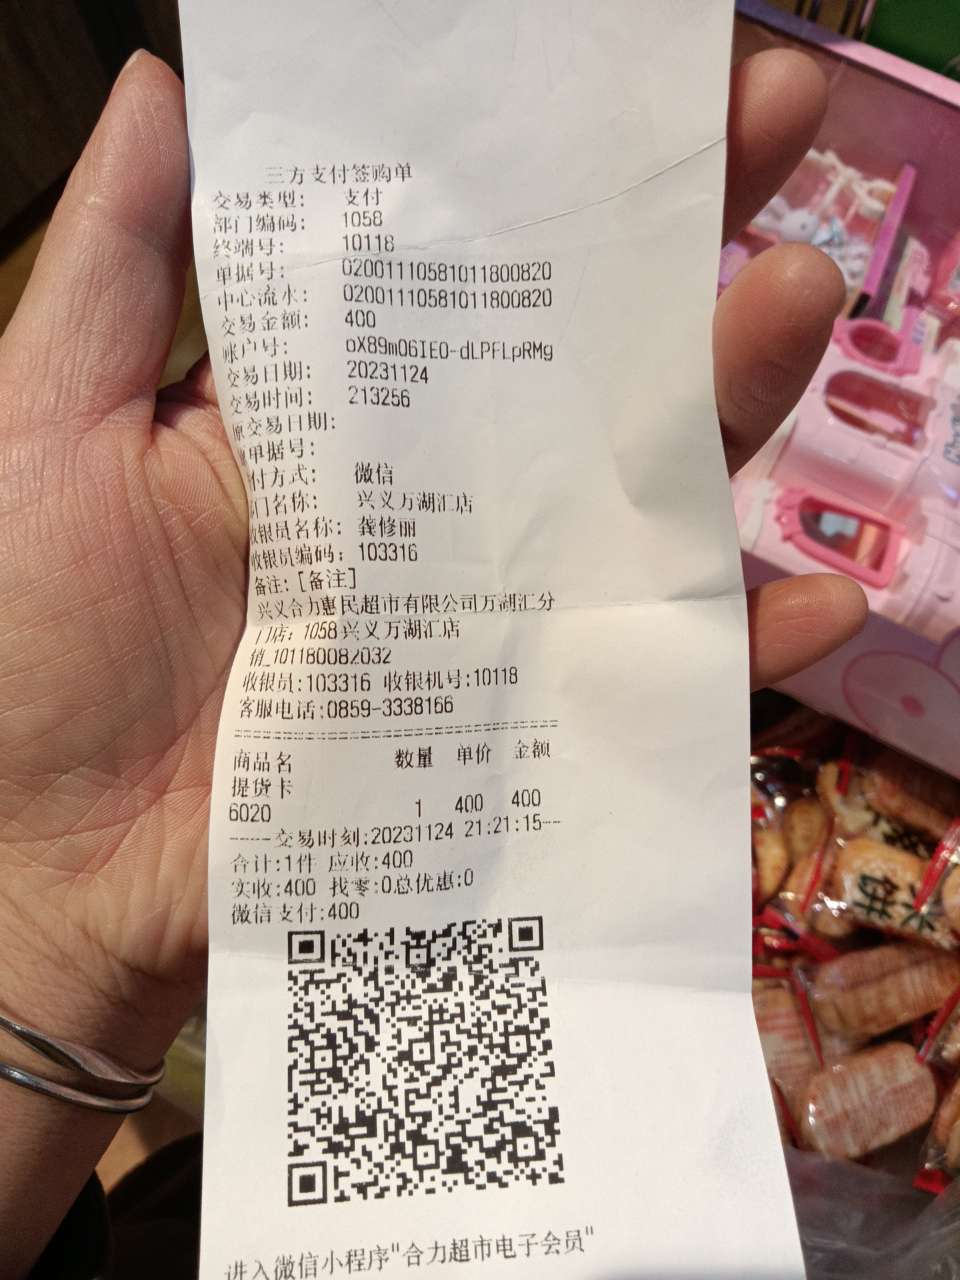 三方支付签购单
交易类型: 支付
部门编码: 1058
终端号: 10118
单据号: 02001110581011800820
中心流水: 02001110581011800820
交易金额: 400
账户号: oX89mO6IEO-dLPFLpRMg
交易日期: 20231124
交易时间: 213256
原交易日期:
单据号:
付方式: 微信
门名称: 兴义万湖汇店
收银员名称: 龚修丽
收银员编码: 103316
备注: [备注]
兴义合力惠民超市有限公司万湖汇分
门店: 1058兴义万湖汇店
销_101180082032
收银员:103316 收银机号:10118
客服电话:0859-3338166
商品名 数量 单价 金额
提货卡
6020 1 400 400
-----交易时刻:20231124 21:21:15---
合计:1件 应收:400
实收:400 找零:0总优惠:0
微信支付:400
进入微信小程序"合力超市电子会员"
米饼